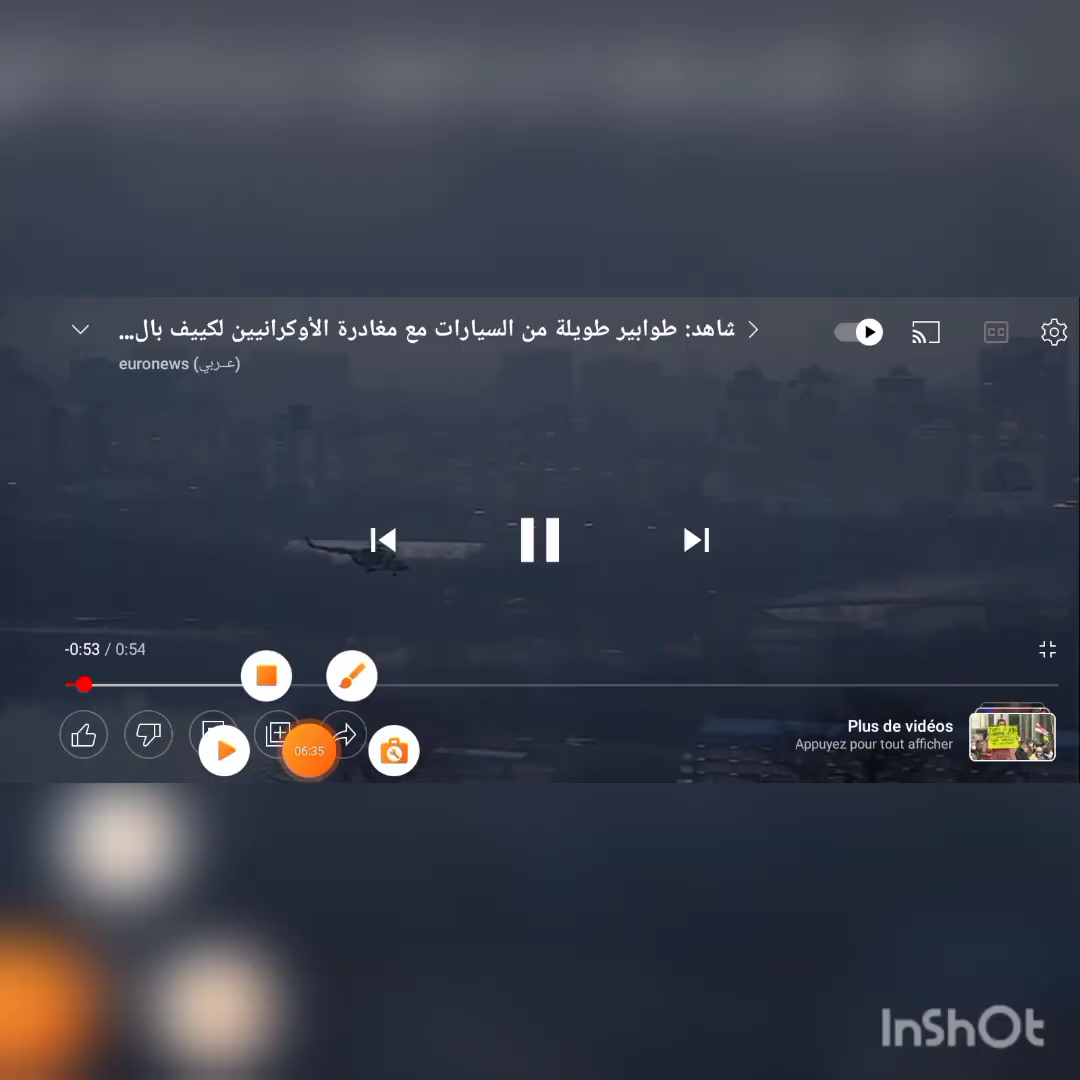 شاهد: طوابير طويلة من السيارات مع مغادرة الأوكرانيين لكييف بال...
euronews (عربي)
CC
-0:53 / 0:54
06:35
Plus de vidéos
Appuyez pour tout afficher
InShOt